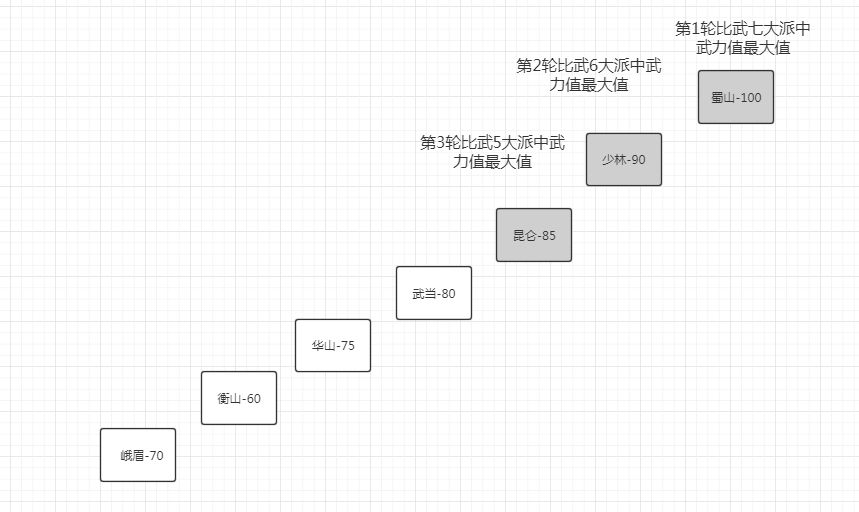 第1轮比武七大派中
武力值最大值
第2轮比武6大派中武
力值最大值
蜀山-100
第3轮比武5大派中武
力值最大值
少林-90
昆仑-85
武当-80
华山-75
衡山-60
峨眉-70